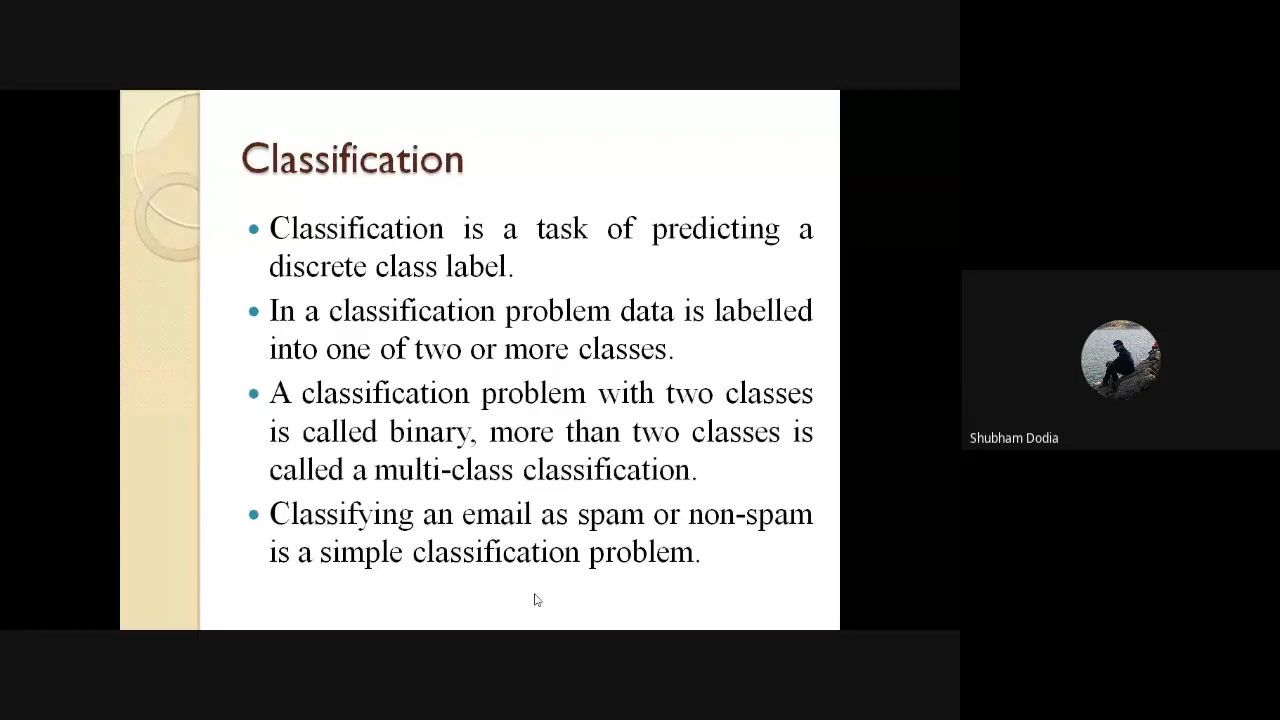 Classification
• Classification is a task of predicting a
discrete class label.
• In a classification problem data is labelled
into one of two or more classes.
• A classification problem with two classes
is called binary, more than two classes is
called a multi-class classification.
• Classifying an email as spam or non-spam
is a simple classification problem.
Shubham Dodia